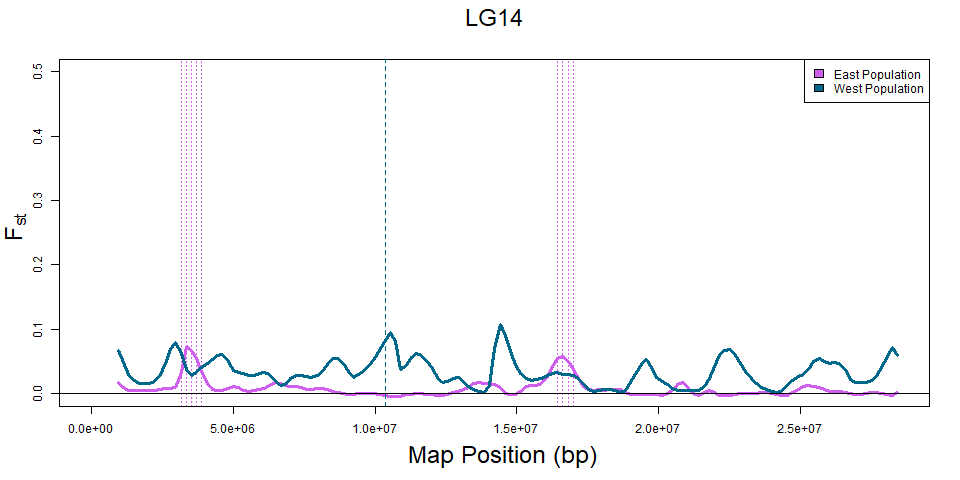 LG14
East Population
West Population
Fst
0.5
0.4
0.3
0.2
0.1
0.0
0.0e+00 5.0e+06 1.0e+07 1.5e+07 2.0e+07 2.5e+07
Map Position (bp)